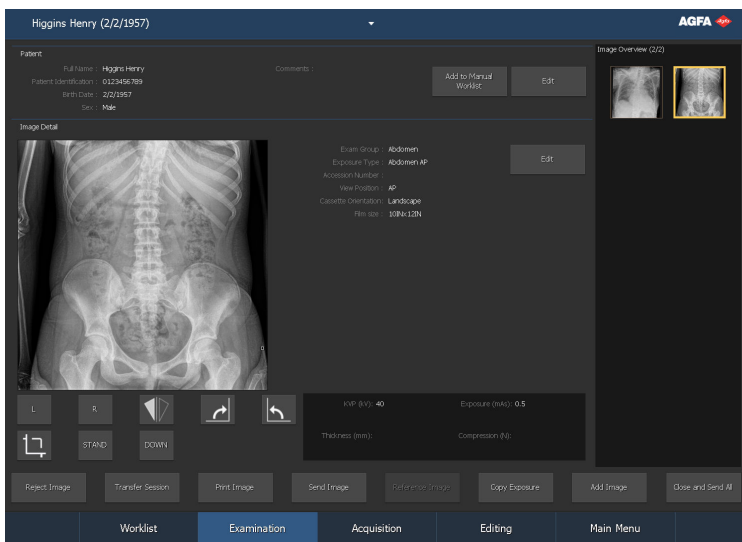 Higgins Henry (2/2/1957)
AGFA
Patient
Full Name : Higgins Henry
Patient Identification : 0123456789
Birth Date : 2/2/1957
Sex : Male
Comments :
Add to Manual
Worklist
Edit
Image Overview (2/2)
Image Detail
Exam Group : Abdomen
Exposure Type : Abdomen AP
Accession Number :
View Position : AP
Cassette Orientation: Landscape
Film size : 10INx12IN
Edit
L
R
STAND
DOWN
KVP (kV): 40
Exposure (mAs): 0.5
Thickness (mm):
Compression (N):
Reject Image
Transfer Session
Print Image
Send Image
Reference Image
Copy Exposure
Add Image
Close and Send All
Worklist
Examination
Acquisition
Editing
Main Menu